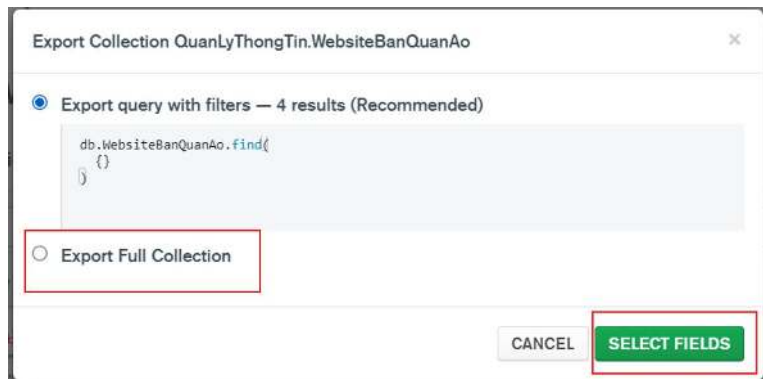 Export Collection QuanLyThongTin.WebsiteBanQuanAo ×
Export query with filters — 4 results (Recommended)
db.WebsiteBanQuanAo.find(
{}
)
Export Full Collection
CANCEL SELECT FIELDS